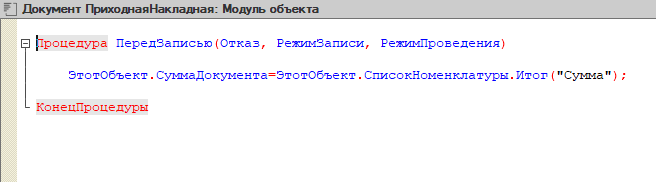 Документ ПриходнаяНакладная: Модуль объекта
Процедура ПередЗаписью(Отказ, РежимЗаписи, РежимПроведения)
ЭтотОбъект.СуммаДокумента=ЭтотОбъект.СписокНоменклатуры.Итог("Сумма");
КонецПроцедуры